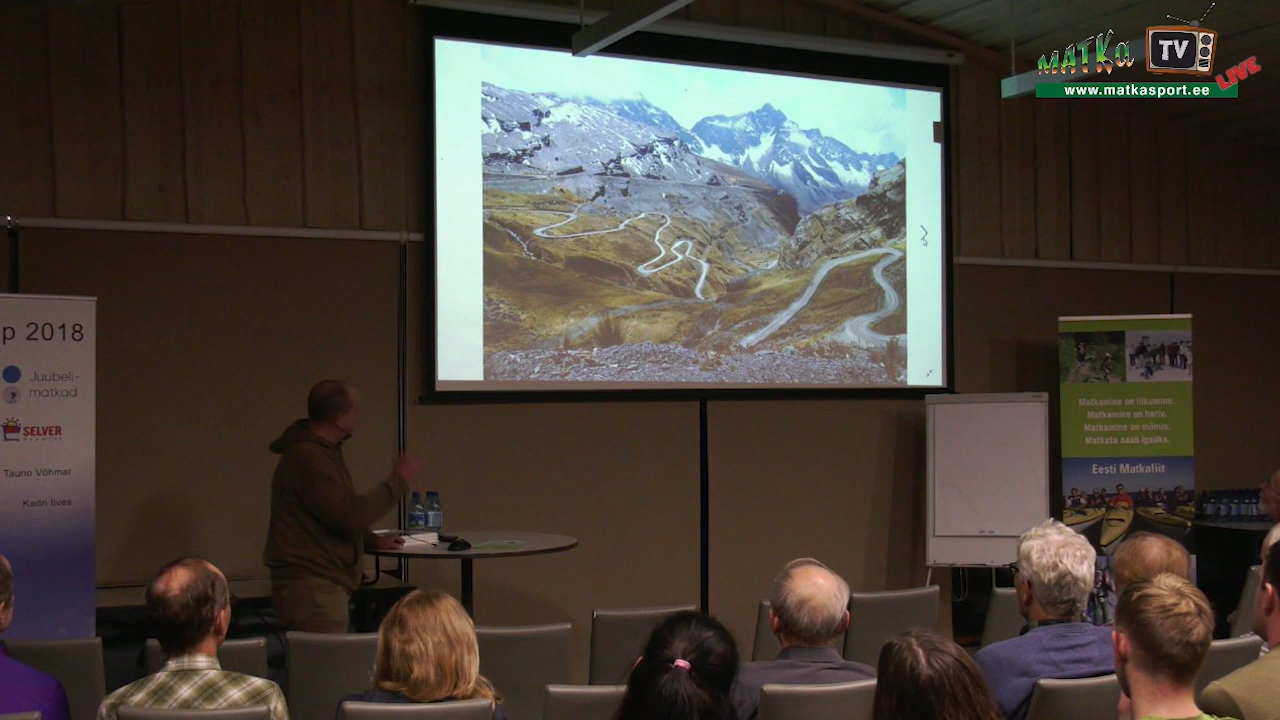 MATKa TV LIVE
www.matkasport.ee
p 2018
Juubeli-
matkad
SELVER
Tauno Võhmar
Kadri Ilves
Matkamine on liikumine.
Matkamine on hariv.
Matkamine on mõnus.
Matkata saab igaüks.
Eesti Matkaliit